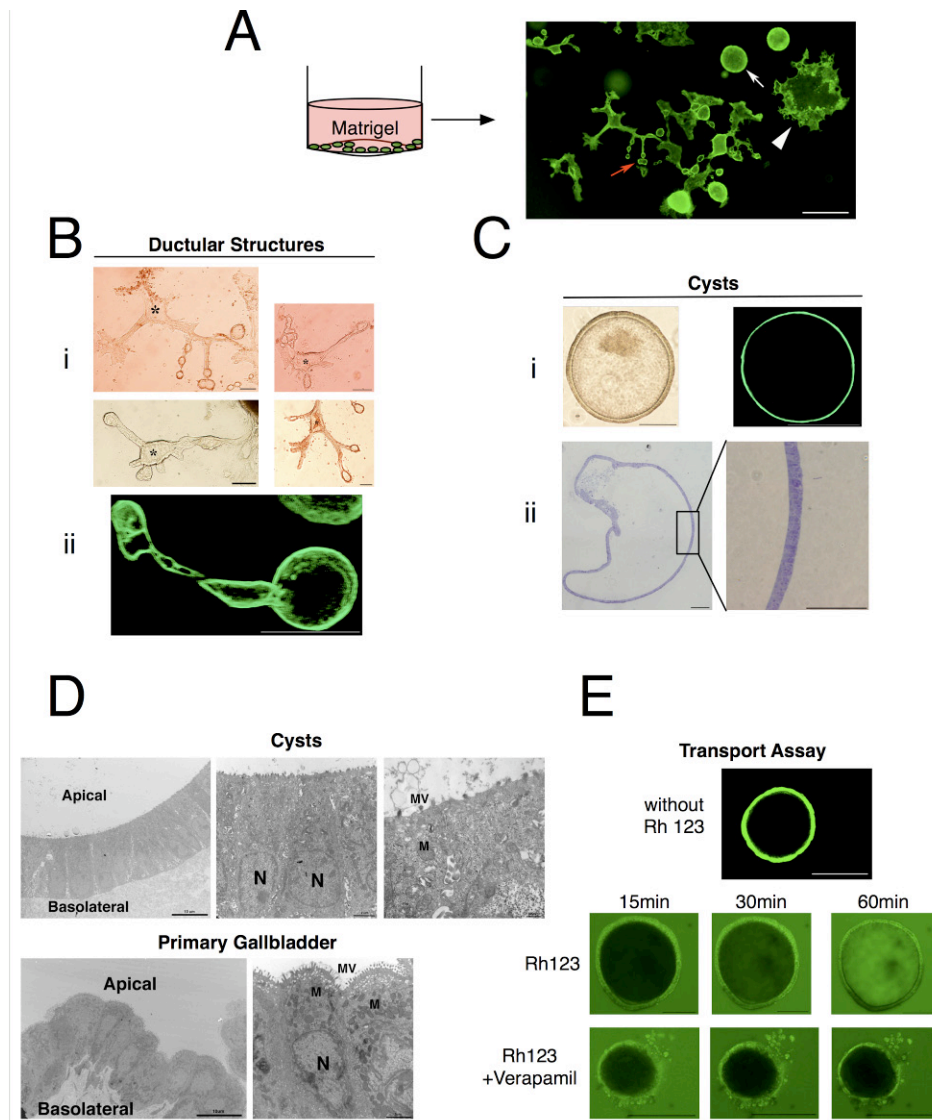 A
Matrigel
B
Ductular Structures
i
*
*
*
ii
C
Cysts
i
ii
D
Cysts
Apical
Basolateral
N
N
MV
M
Primary Gallbladder
Apical
Basolateral
MV
M
M
N
E
Transport Assay
without
Rh 123
15min
30min
60min
Rh123
Rh123
+Verapamil